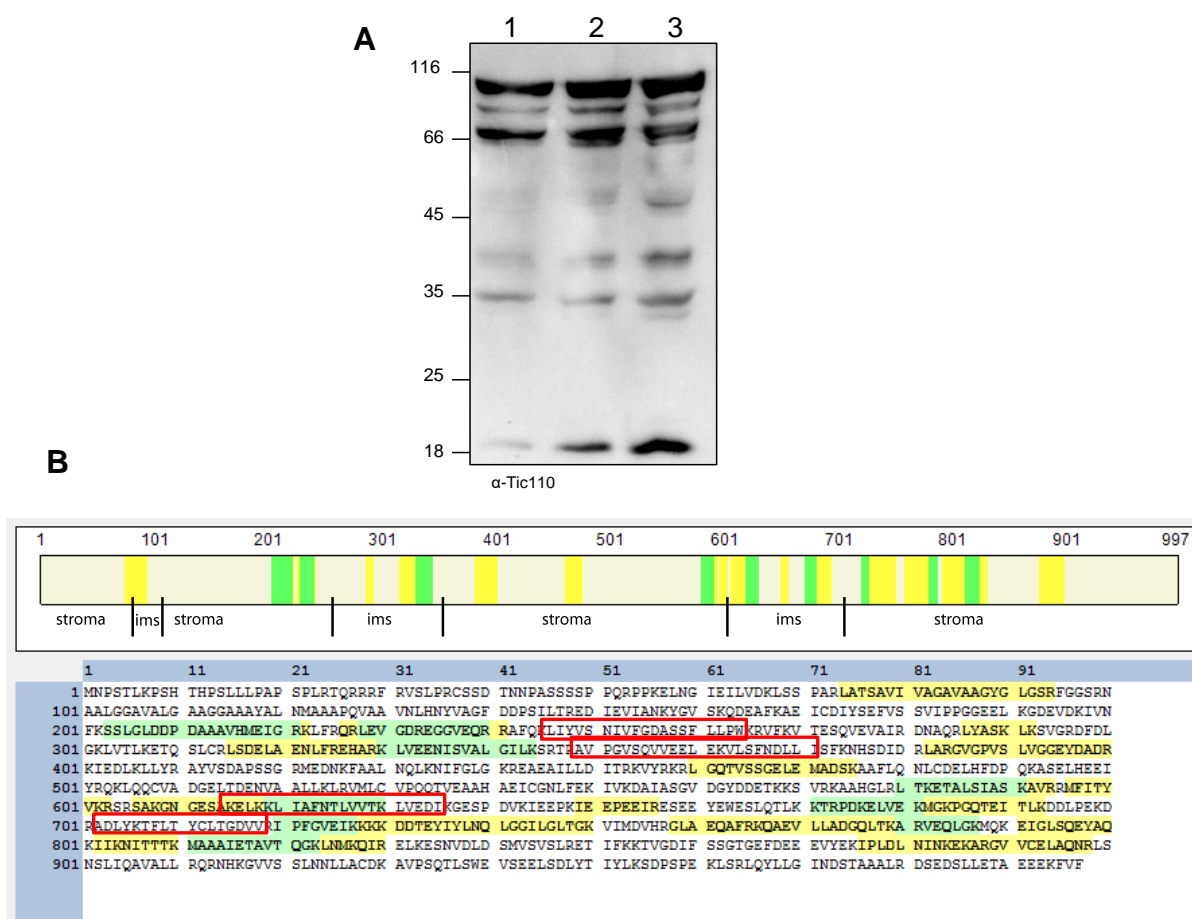 A
1 2 3
116
66
45
35
25
18
α-Tic110
B
1 101 201 301 401 501 601 701 801 901 997
stroma ims stroma ims stroma ims stroma
1 11 21 31 41 51 61 71 81 91
1 MNPSTLKPSH THPSLLLPAP SPLRTQRRRF RVSLPRCSSD TNNPASSSSP PQRPPKELNG IEILVDKLSS PARLATSAVI VAGAVAAGYG LGSRFGGSRN
101 AALGGAVALG AAGGAAAYAL NMAAAPQVAA VNLHNYVAGF DDPSILTRED IEVIANKYGV SKQDEAFKAE ICDIYSEFVS SVIPPGGEEL KGDEVDKIVN
201 FKSSLGLDDP DAAAVHMEIG RKLFRQRLEV GDREGGVEQR RAFQKLIYVS NIVFGDASSF LLPWKRVFKV TESQVEVAIR DNAQRLYASK LKSVGRDFDL
301 GKLVTLKETQ SLCRLSDELA ENLFREHARK LVEENISVAL GILKSRTRAV PGVSQVVEEL EKVLSFNDLL ISFKNHSDID RLARGVGPVS LVGGEYDADR
401 KIEDLKLLYR AYVSDAPSSG RMEDNKFAAL NQLKNIFGLG KREAEAILLD ITRKVYRKRL GQTVSSGELE MADSKAAFLQ NLCDELHFDP QKASELHEEI
501 YRQKLQQCVA DGELTDENVA ALLKLRVMLC VPQQTVEAAH AEICGNLFEK IVKDAIASGV DGYDDETKKS VRKAAHGLRL TKETALSIAS KAVRRMFITY
601 VKRSRSAKGN GESAKELKKL IAFNTLVVTK LVEDIKGESP DVKIEEPKIE EPEEIRESEE YEWESLQTLK KTRPDKELVE KMGKPGQTEI TLKDDLPEKD
701 RADLYKTFLT YCLTGDVVRI PFGVEIKKKK DDTEYIYLNQ LGGILGLTGK VIMDVHRGLA EQAFRKQAEV LLADGQLTKA RVEQLGKMQK EIGLSQEYAQ
801 KIIKNITTTK MAAAIETAVT QGKLNMKQIR ELKESNVDLD SMVSVSLRET IFKKTVGDIF SSGTGEFDEE EVYEKIPLDL NINKEKARGV VCELAQNRLS
901 NSLIQAVALL RQRNHKGVVS SLNNLLACDK AVPSQTLSWE VSEELSDLYT IYLKSDPSPE KLSRLQYLLG INDSTAAALR DSEDSLLETA EEEKFVF